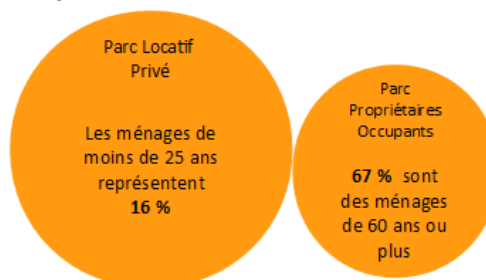 Parc Locatif
Privé
Les ménages de
moins de 25 ans
représentent
16 %
Parc
Propriétaires
Occupants
67 % sont
des ménages
de 60 ans ou
plus